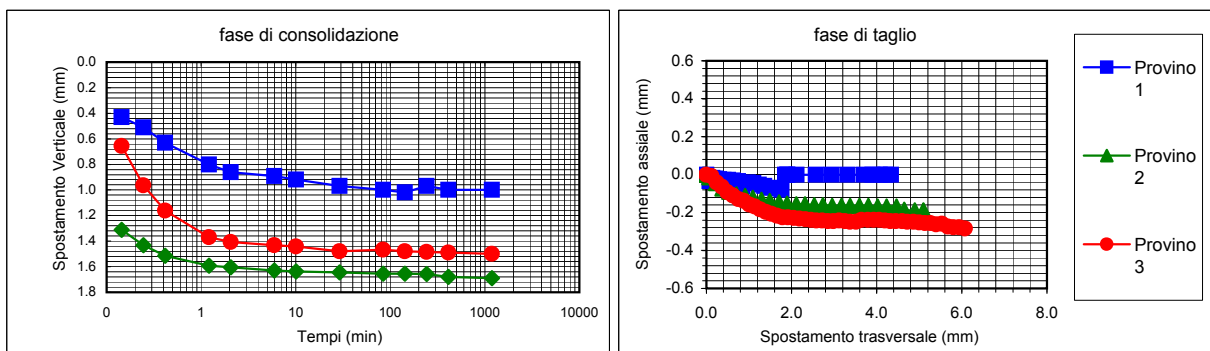 fase di consolidazione
0.0
0.2
0.4
0.6
0.8
1.0
1.2
1.4
1.6
1.8
Spostamento Verticale (mm)
0 1 10 100 1000 10000
Tempi (min)
fase di taglio
0.6
0.4
0.2
0.0
-0.2
-0.4
-0.6
Spostamento assiale (mm)
0.0 2.0 4.0 6.0 8.0
Spostamento trasversale (mm)
Provino
1
Provino
2
Provino
3